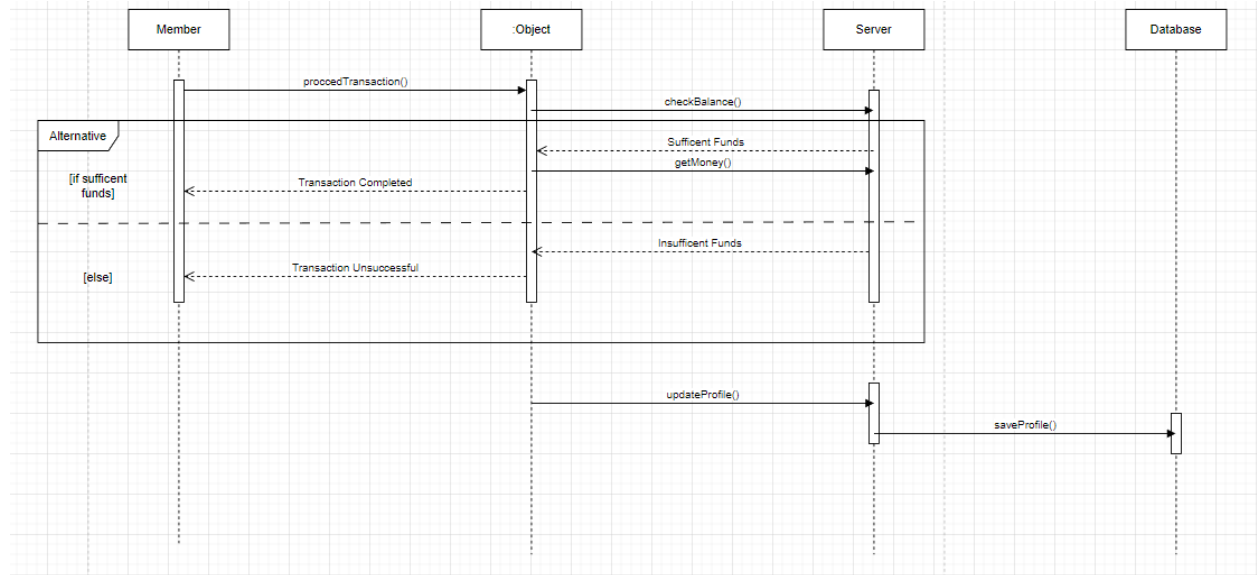 Member
:Object
Server
Database
proccedTransaction()
checkBalance()
Alternative
Sufficent Funds
getMoney()
[if sufficent
funds]
Transaction Completed
Insufficent Funds
Transaction Unsuccessful
[else]
updateProfile()
saveProfile()